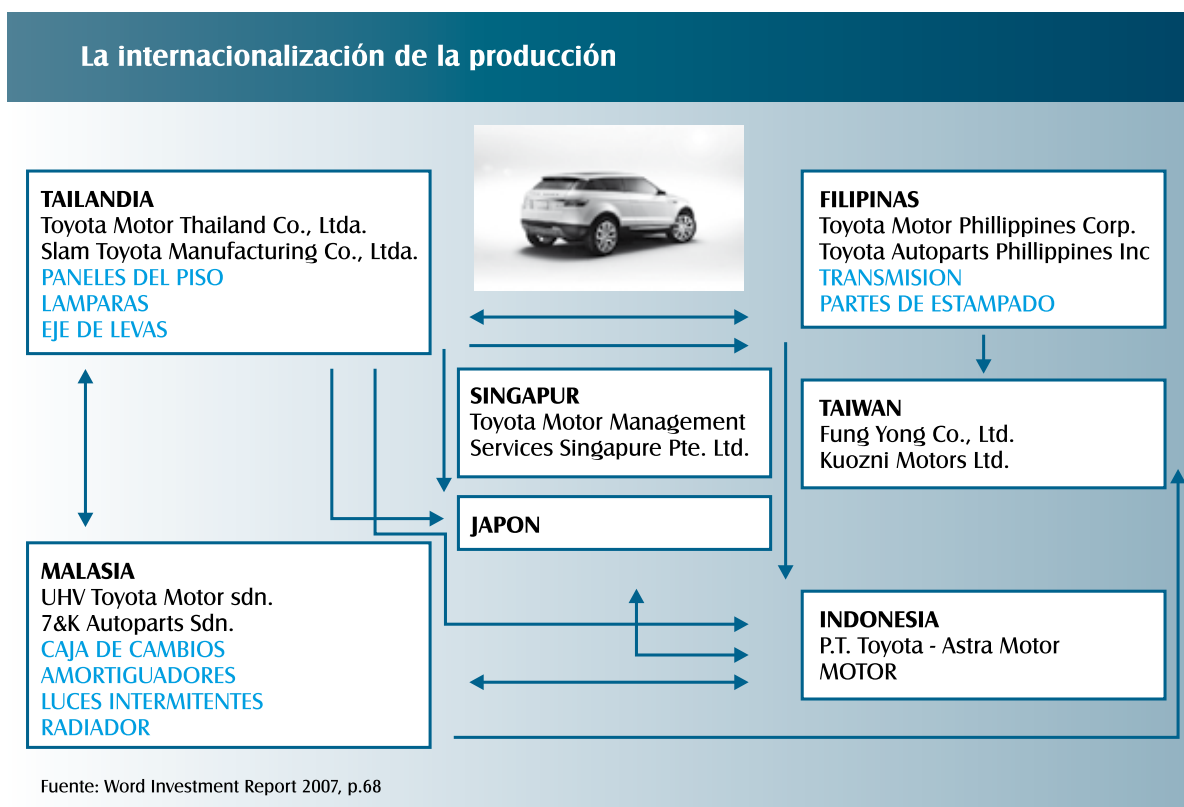 La internacionalización de la producción
TAILANDIA
Toyota Motor Thailand Co., Ltda.
Slam Toyota Manufacturing Co., Ltda.
PANELES DEL PISO
LAMPARAS
EJE DE LEVAS
FILIPINAS
Toyota Motor Phillippines Corp.
Toyota Autoparts Phillippines Inc
TRANSMISION
PARTES DE ESTAMPADO
SINGAPUR
Toyota Motor Management
Services Singapure Pte. Ltd.
TAIWAN
Fung Yong Co., Ltd.
Kuozni Motors Ltd.
JAPON
MALASIA
UHV Toyota Motor sdn.
7&K Autoparts Sdn.
CAJA DE CAMBIOS
AMORTIGUADORES
LUCES INTERMITENTES
RADIADOR
INDONESIA
P.T. Toyota - Astra Motor
MOTOR
Fuente: Word Investment Report 2007, p.68